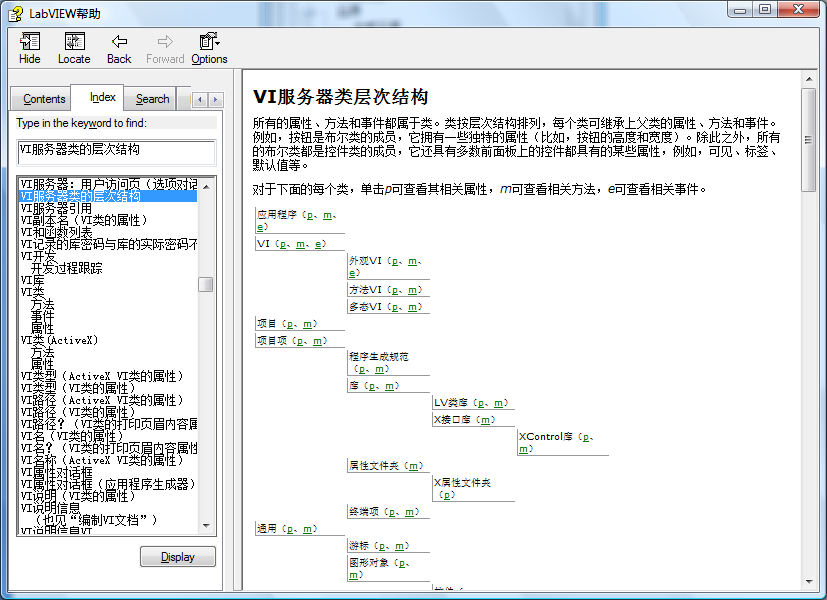 LabVIEW帮助
Hide
Locate
Back
Forward
Options
Contents
Index
Search
Type in the keyword to find:
VI服务器类的层次结构
VI服务器：用户访问页（选项对话
VI服务器类的层次结构
VI服务器引用
VI副本名（VI类的属性）
VI和函数列表
VI记录的库密码与库的实际密码不
VI开发
开发过程跟踪
VI库
VI类
方法
事件
属性
VI类(ActiveX)
方法
属性
VI类型（ActiveX VI类的属性）
VI类型（VI类的属性）
VI路径（ActiveX VI类的属性）
VI路径（VI类的属性）
VI路径？（VI类的打印页眉内容属
VI名（VI类的属性）
VI名？（VI类的打印页眉内容属性
VI名称（ActiveX VI类的属性）
VI属性对话框
VI属性对话框（应用程序生成器）
VI说明（VI类的属性）
VI说明信息
（也见“编制VI文档”）
VI说明信息VI
Display
VI服务器类层次结构
所有的属性、方法和事件都属于类。类按层次结构排列，每个类可继承上父类的属性、方法和事件。
例如，按钮是布尔类的成员，它拥有一些独特的属性（比如，按钮的高度和宽度）。除此之外，所有
的布尔类都是控件类的成员，它还具有多数前面板上的控件都具有的某些属性，例如，可见、标签、
默认值等。
对于下面的每个类，单击p可查看其相关属性，m可查看相关方法，e可查看相关事件。
应用程序（p、m、
e）
VI（p、m、e）
外观VI（p、m、
e）
方法VI（p、m）
多态VI（p、m）
项目（p、m）
项目项（p、m）
程序生成规范
（p、m）
库（p、m）
LV类库（p、m）
X接口库（m）
XControl库（p、
m）
属性文件夹（m）
X属性文件夹
（p）
终端项（p、m）
通用（p、m）
游标（p、m）
图形对象（p、
m）